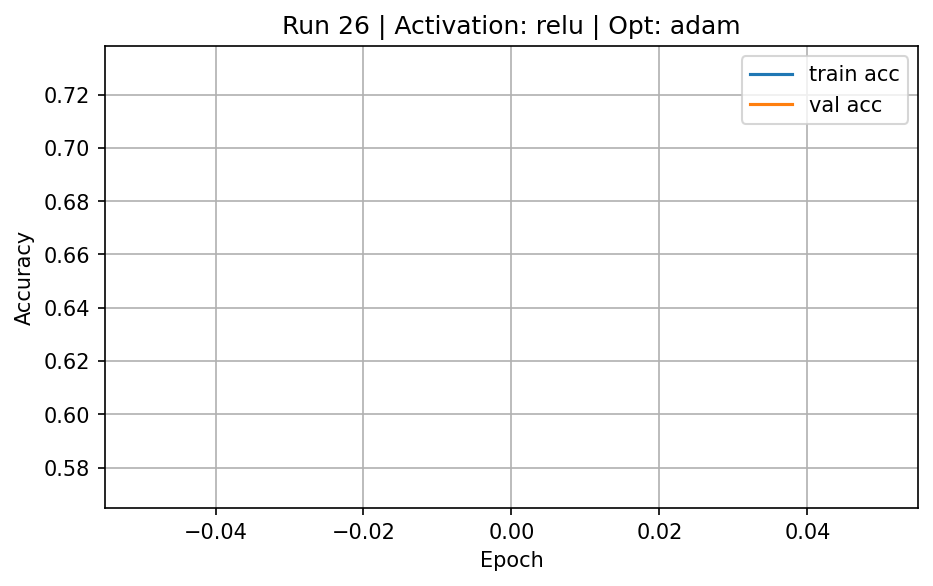 Run 26 | Activation: relu | Opt: adam
train acc
val acc
0.72
0.70
0.68
0.66
0.64
0.62
0.60
0.58
Accuracy
−0.04 −0.02 0.00 0.02 0.04
Epoch